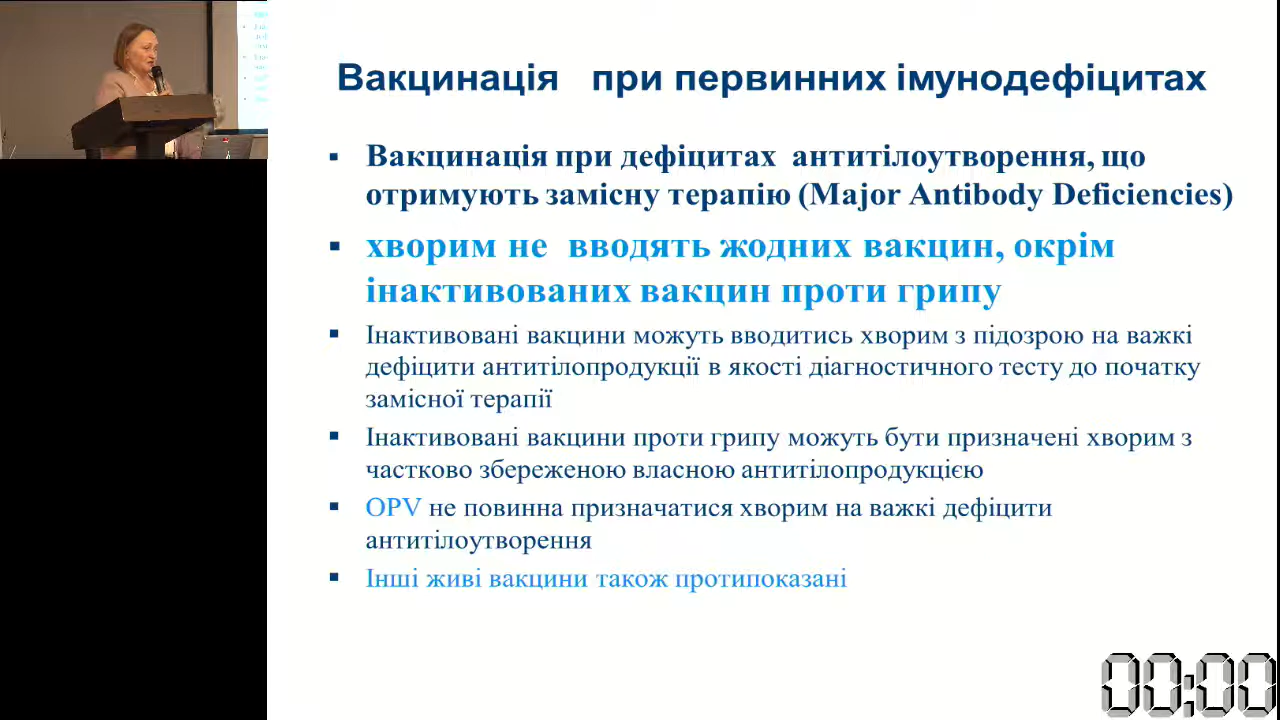 Вакцинація при первинних імунодефіцитах
▪ Вакцинація при дефіцитах антитілоутворення, що
отримують замісну терапію (Major Antibody Deficiencies)
▪ хворим не вводять жодних вакцин, окрім
інактивованих вакцин проти грипу
▪ Інактивовані вакцини можуть вводитись хворим з підозрою на важкі
дефіцити антитілопродукції в якості діагностичного тесту до початку
замісної терапії
▪ Інактивовані вакцини проти грипу можуть бути призначені хворим з
частково збереженою власною антитілопродукцією
▪ OPV не повинна призначатися хворим на важкі дефіцити
антитілоутворення
▪ Інші живі вакцини також протипоказані
00:00